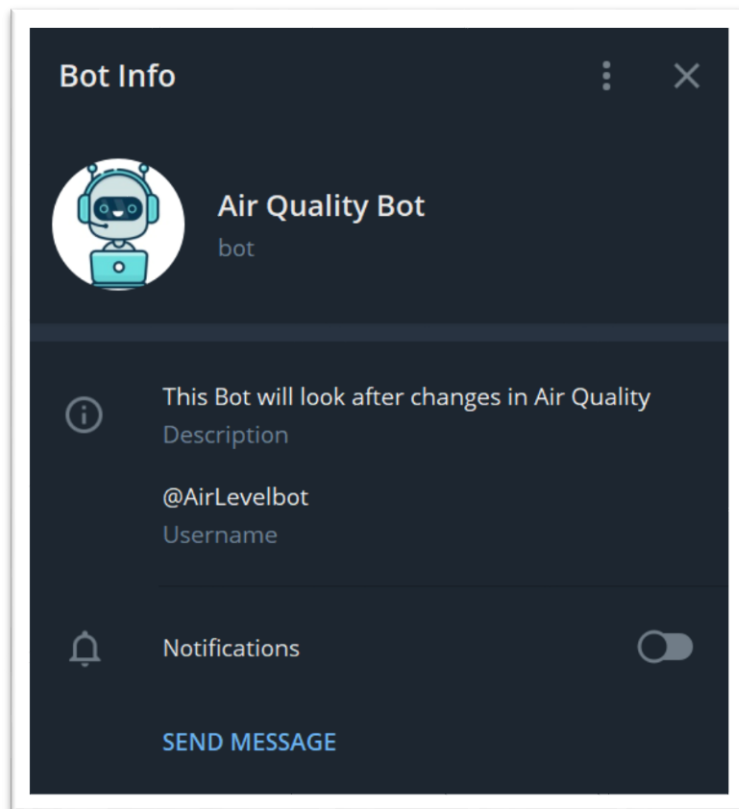 Bot Info
Air Quality Bot
bot
This Bot will look after changes in Air Quality
Description
@AirLevelbot
Username
Notifications
SEND MESSAGE